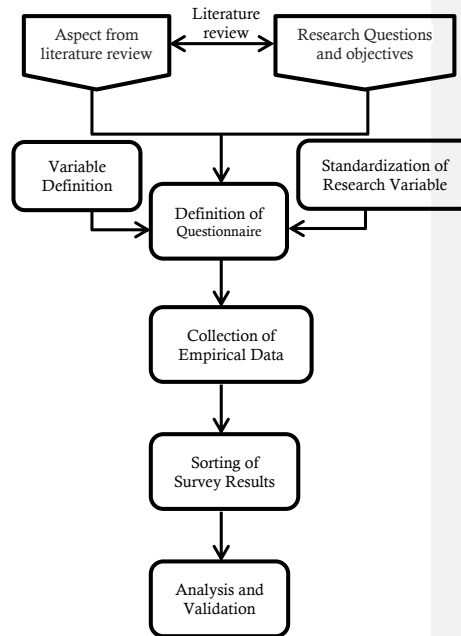 Aspect from
literature review
Literature
review
Research Questions
and objectives
Variable
Definition
Standardization of
Research Variable
Definition of
Questionnaire
Collection of
Empirical Data
Sorting of
Survey Results
Analysis and
Validation